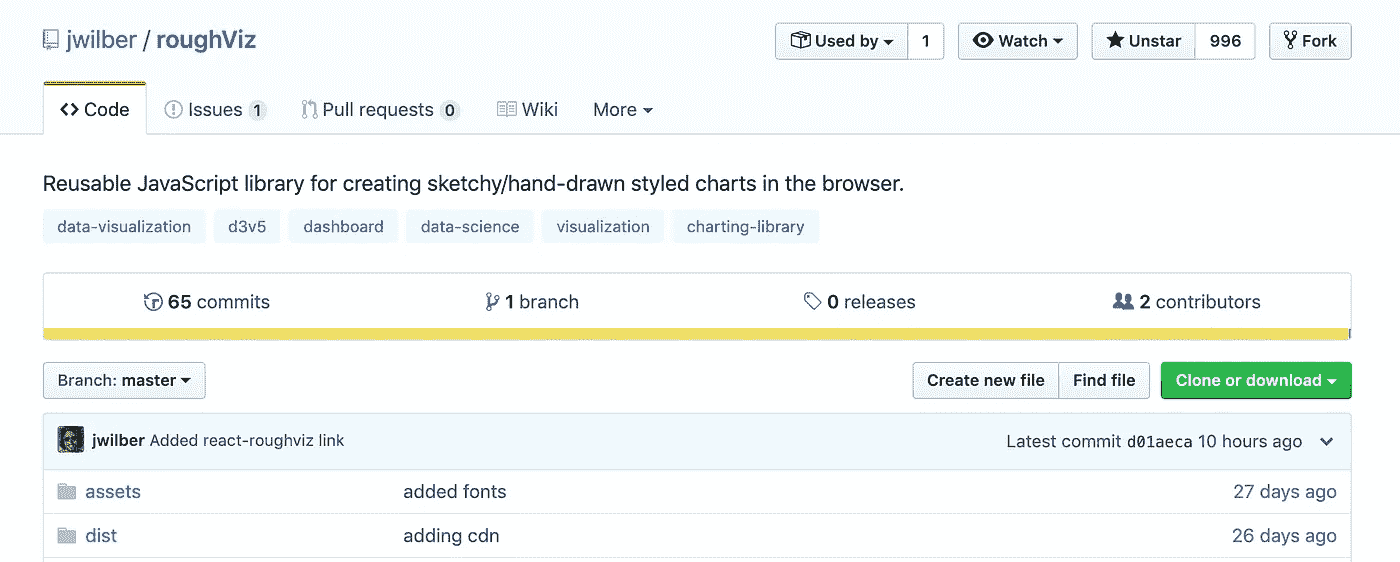 jwilber / roughViz
Used by 1 Watch Unstar 996 Fork
Code Issues 1 Pull requests 0 Wiki More
Reusable JavaScript library for creating sketchy/hand-drawn styled charts in the browser.
data-visualization d3v5 dashboard data-science visualization charting-library
65 commits 1 branch 0 releases 2 contributors
Branch: master Create new file Find file Clone or download
jwilber Added react-roughviz link Latest commit d01aeca 10 hours ago
assets added fonts 27 days ago
dist adding cdn 26 days ago